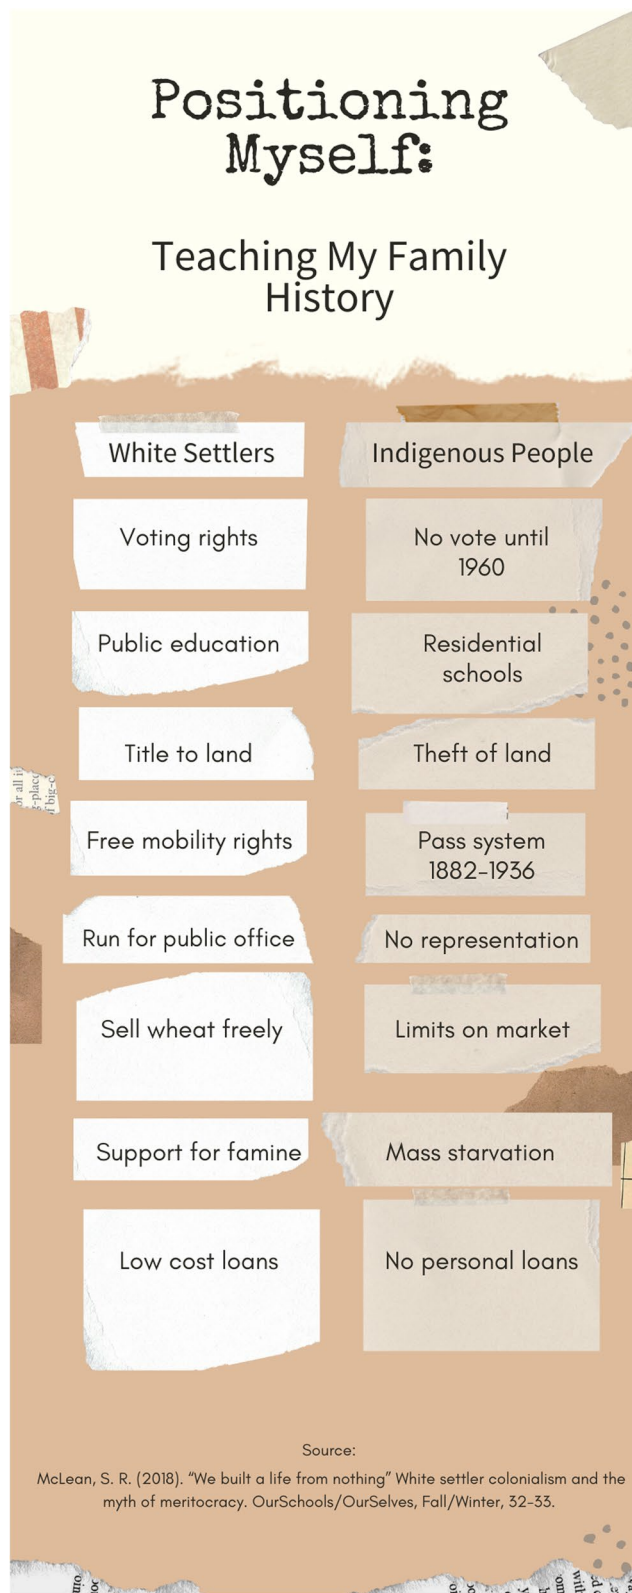 Positioning
Myself:
Teaching My Family
History
White Settlers
Indigenous People
Voting rights
No vote until
1960
Public education
Residential
schools
Title to land
Theft of land
Free mobility rights
Pass system
1882-1936
Run for public office
No representation
Sell wheat freely
Limits on market
Support for famine
Mass starvation
Low cost loans
No personal loans
Source:
McLean, S. R. (2018). “We built a life from nothing” White settler colonialism and the
myth of meritocracy. OurSchools/OurSelves, Fall/Winter, 32-33.